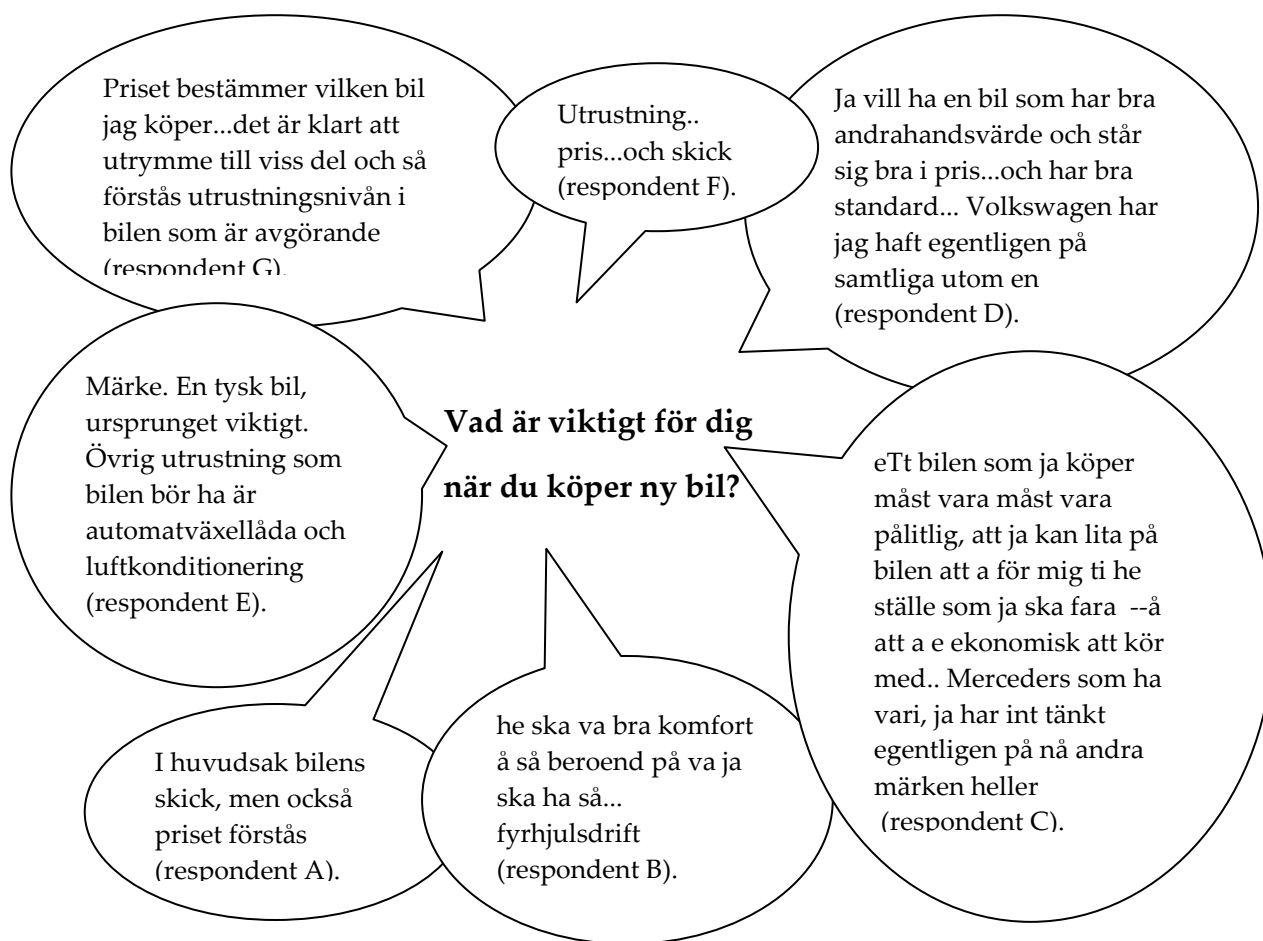 Priset bestämmer vilken bil
jag köper...det är klart att
utrymme till viss del och så
förstås utrustningsnivån i
bilen som är avgörande
(respondent G).
Utrustning..
pris...och skick
(respondent F).
Ja vill ha en bil som har bra
andrahandsvärde och står
sig bra i pris...och har bra
standard... Volkswagen har
jag haft egentligen på
samtliga utom en
(respondent D).
Märke. En tysk bil,
ursprunget viktigt.
Övrig utrustning som
bilen bör ha är
automatväxellåda och
luftkonditionering
(respondent E).
Vad är viktigt för dig
när du köper ny bil?
eTt bilen som ja köper
måst vara måst vara
pålitlig, att ja kan lita på
bilen att a för mig ti he
ställe som ja ska fara --å
att a e ekonomisk att kör
med.. Merceders som ha
vari, ja har int tänkt
egentligen på nå andra
märken heller
(respondent C).
I huvudsak bilens
skick, men också
priset förstås
(respondent A).
he ska va bra komfort
å så beroend på va ja
ska ha så...
fyrhjulsdrift
(respondent B).